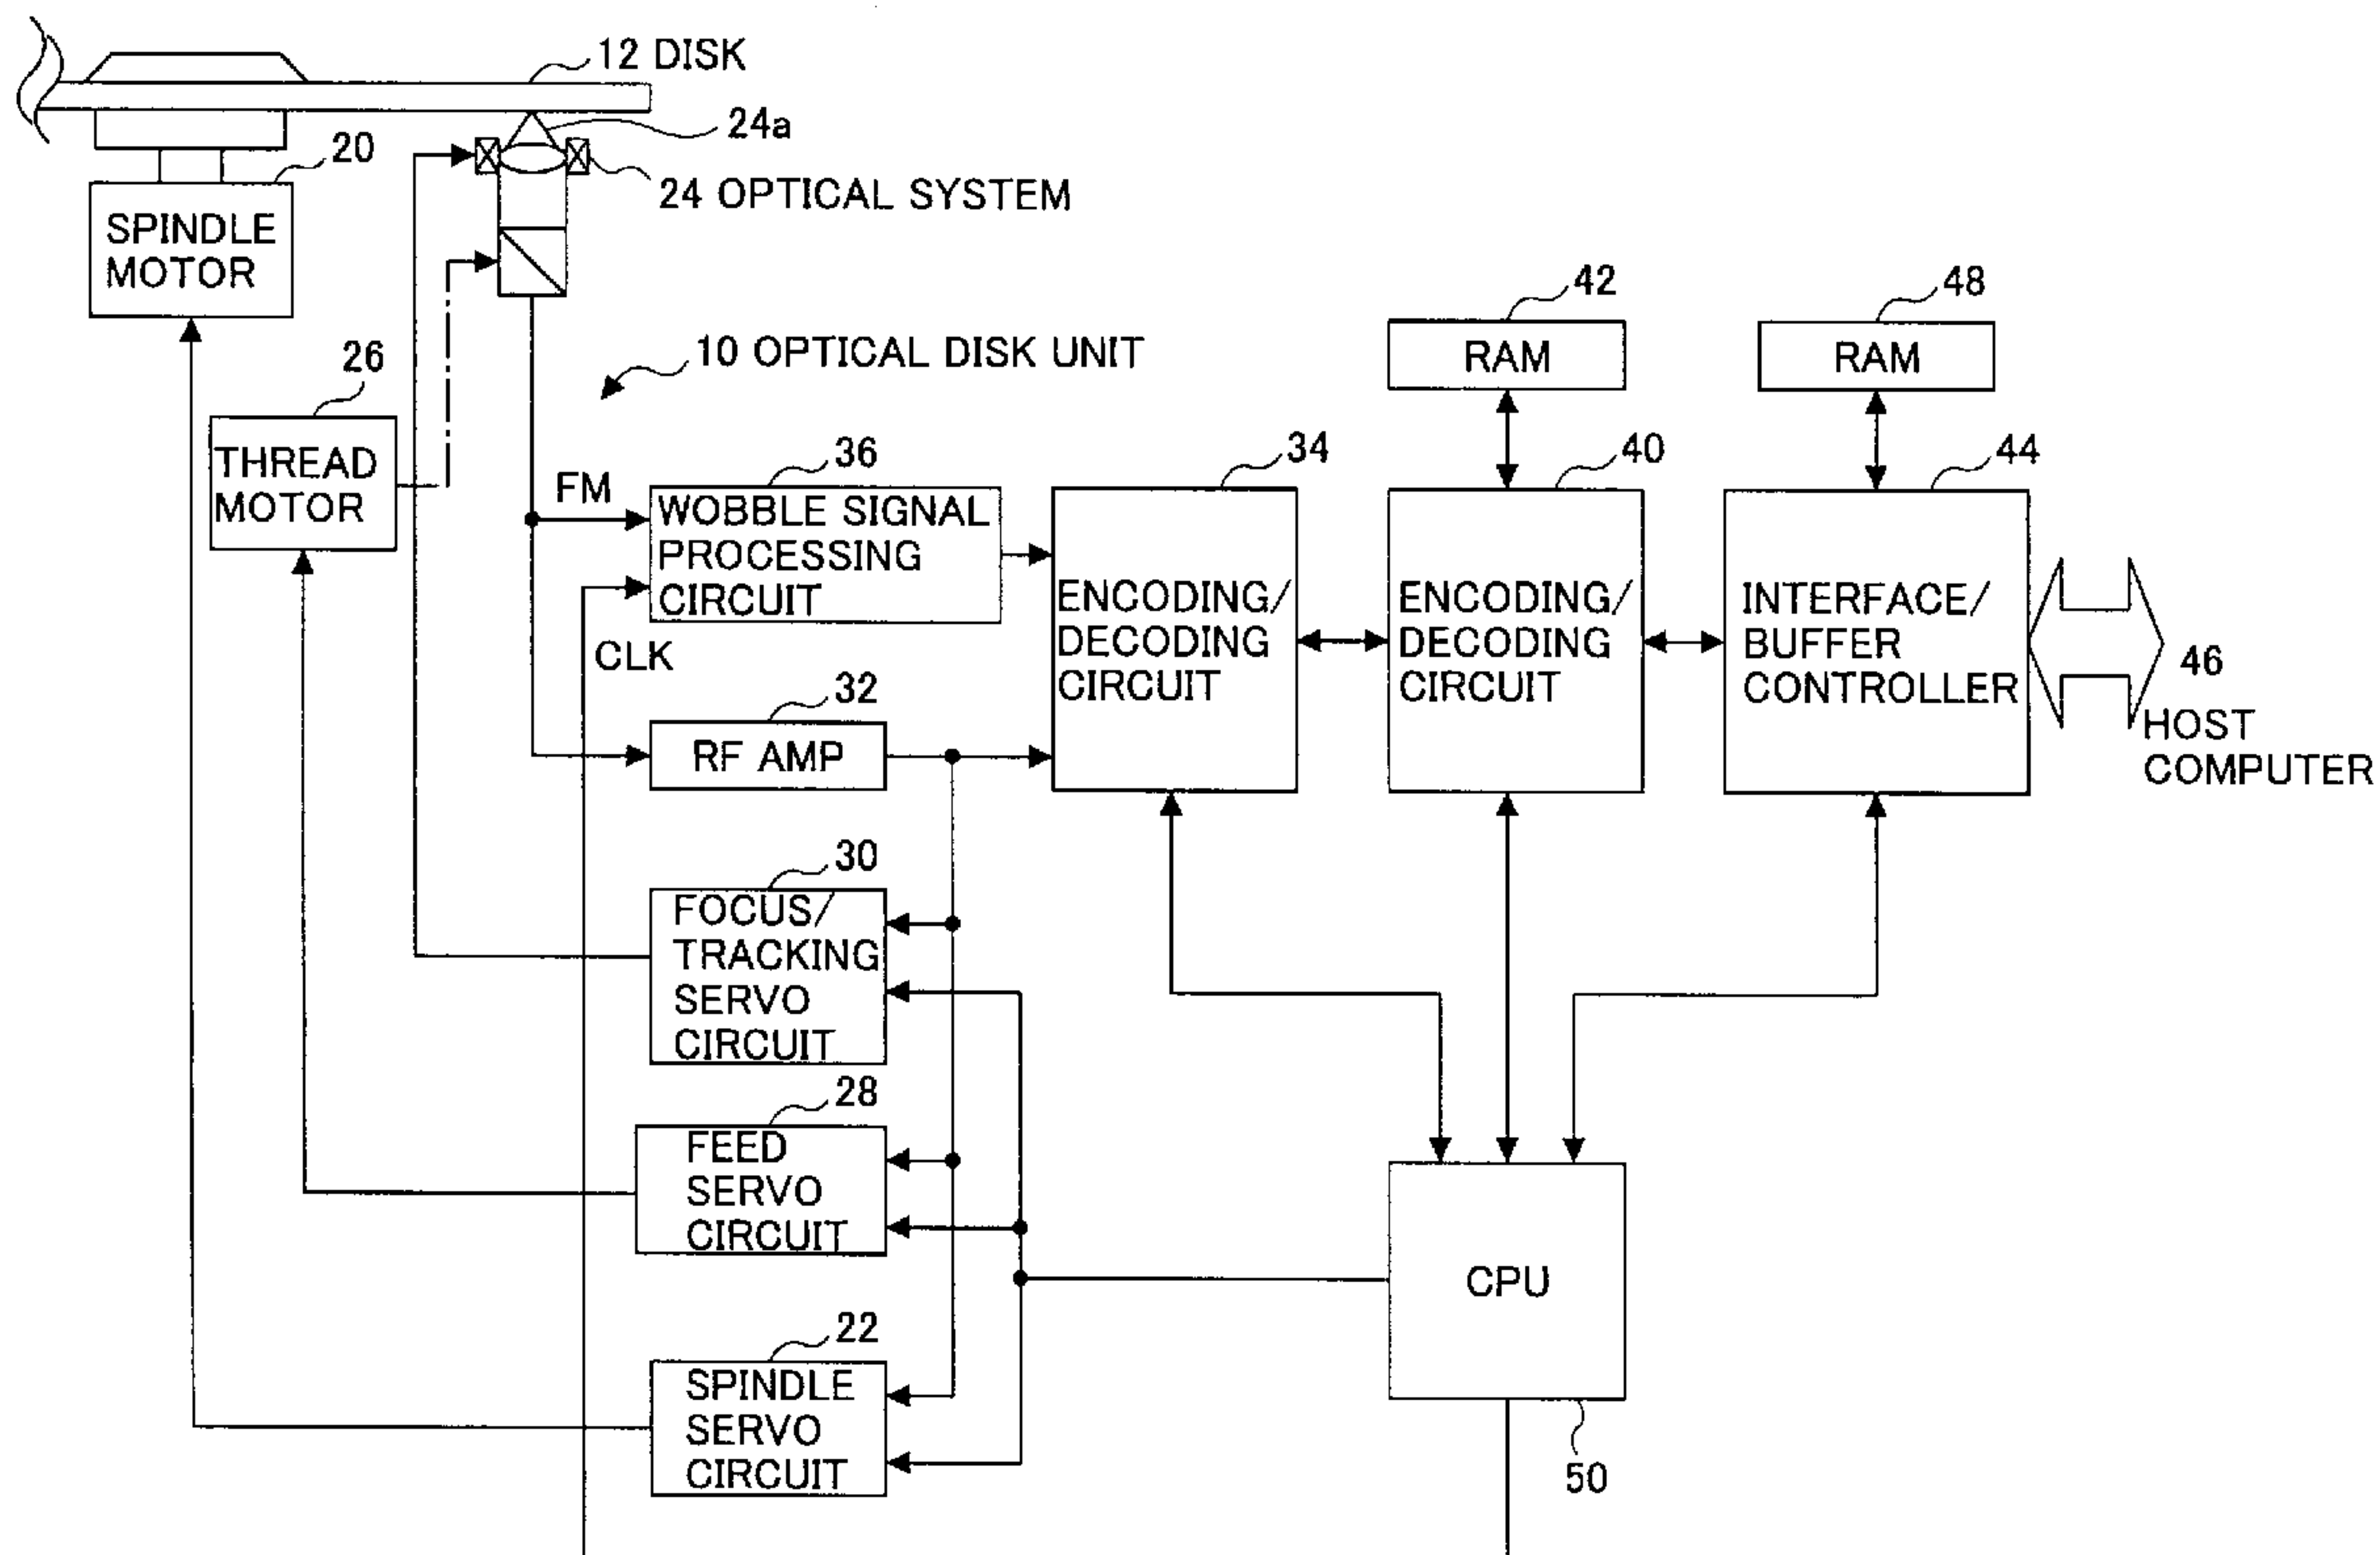 12 DISK
24a
20
24 OPTICAL SYSTEM
SPINDLE
MOTOR
10 OPTICAL DISK UNIT
26
THREAD
MOTOR
42
RAM
48
RAM
FM
36
WOBBLE SIGNAL
PROCESSING
CIRCUIT
CLK
34
ENCODING/
DECODING
CIRCUIT
40
ENCODING/
DECODING
CIRCUIT
44
INTERFACE/
BUFFER
CONTROLLER
46
HOST
COMPUTER
32
RF AMP
30
FOCUS/
TRACKING
SERVO
CIRCUIT
28
FEED
SERVO
CIRCUIT
22
SPINDLE
SERVO
CIRCUIT
CPU
50